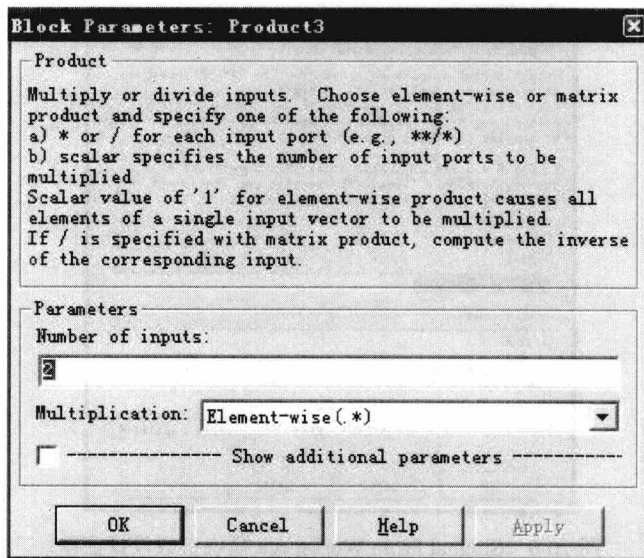 Block Parameters: Product3
Product
Multiply or divide inputs. Choose element-wise or matrix
product and specify one of the following:
a) * or / for each input port (e.g., **/*)
b) scalar specifies the number of input ports to be
multiplied
Scalar value of '1' for element-wise product causes all
elements of a single input vector to be multiplied.
If / is specified with matrix product, compute the inverse
of the corresponding input.
Parameters
Number of inputs:
2
Multiplication: Element-wise(.*)
Show additional parameters
OK Cancel Help Apply